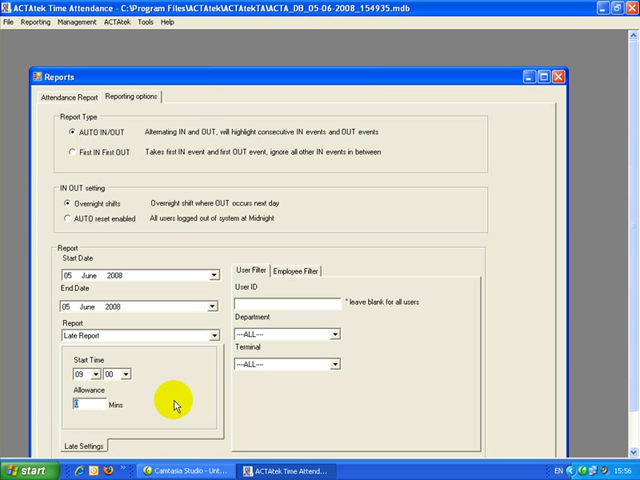 ACTAtek Time Attendance - C:\Program Files\ACTAtek\ACTAtekTA\ACTA_DB_05-06-2008_154935.mdb
File Reporting Management ACTAtek Tools Help
Reports
Attendance Report Reporting options
Report Type
AUTO IN/OUT Alternating IN and OUT, will highlight consecutive IN events and OUT events
First IN First OUT Takes first IN event and first OUT event, ignore all other IN events in between
IN OUT setting
Overnight shifts Overnight shift where OUT occurs next day
AUTO reset enabled All users logged out of system at Midnight
Report
Start Date
05 June 2008
End Date
05 June 2008
Report
Late Report
Start Time
09 00
Allowance
Mins
Late Settings
User Filter Employee Filter
User ID
* leave blank for all users
Department
---ALL----
Terminal
---ALL----
start Camtasia Studio - Unt... ACTAtek Time Attend... EN 15:56